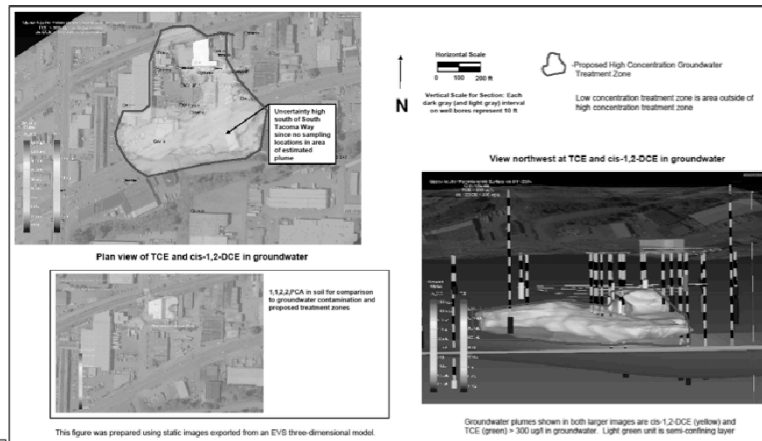 Uncertainty high
south of South
Tacoma Way
since no sampling
locations in area
of estimated
plume
Plan view of TCE and cis-1,2-DCE in groundwater
1,1,2,2,PCA in soil for comparison
to groundwater contamination and
proposed treatment zones
This figure was prepared using static images exported from an EVS three-dimensional model.
N
Horizontal Scale
0 100 200 ft
Vertical Scale for Section: Each
dark gray (and light gray) interval
on well bores represent 10 ft
-Proposed High Concentration Groundwater
Treatment Zone
Low concentration treatment zone is area outside of
high concentration treatment zone
View northwest at TCE and cis-1,2-DCE in groundwater
Groundwater plumes shown in both larger images are cis-1,2-DCE (yellow) and
TCE (green) > 300 ug/l in groundwater. Light green unit is semi-confining layer